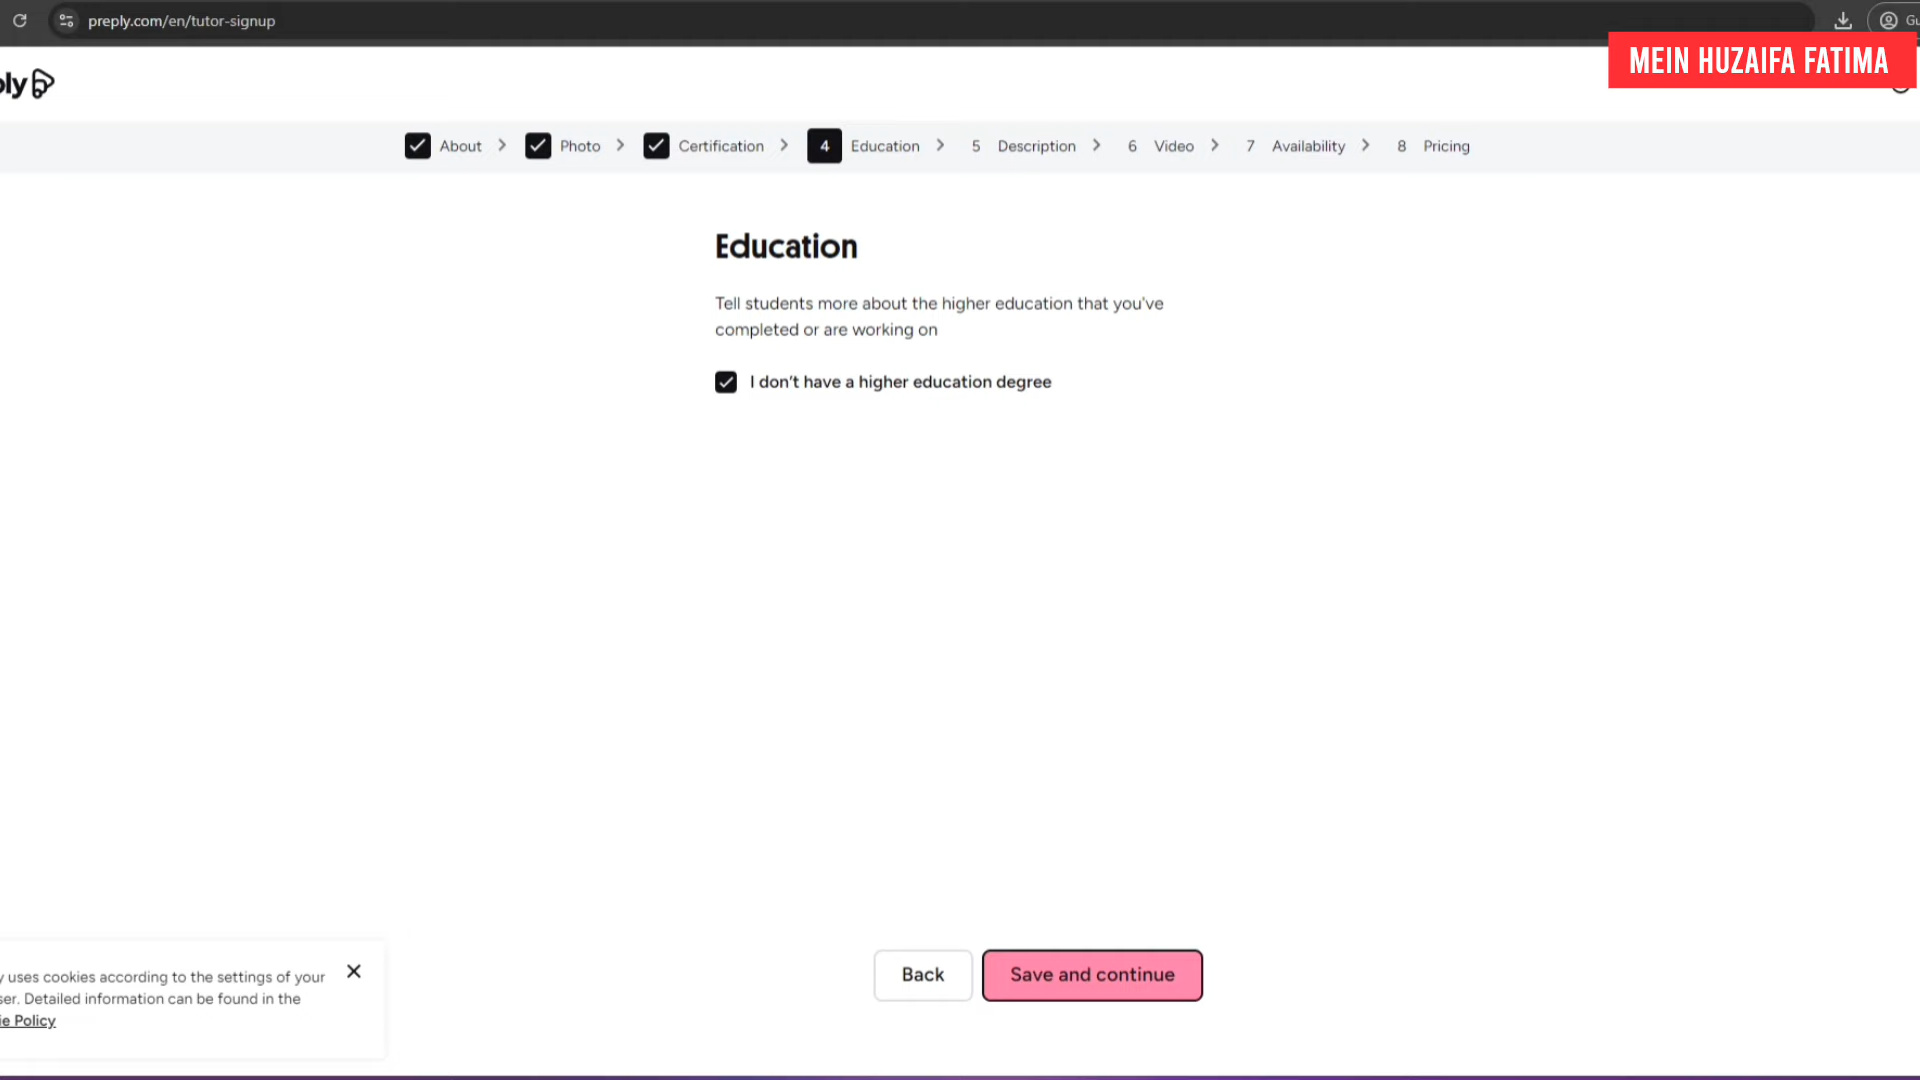 preply.com/en/tutor-signup
Gu
MEIN HUZAIFA FATIMA
ply
About Photo Certification 4 Education 5 Description 6 Video 7 Availability 8 Pricing
Education
Tell students more about the higher education that you've
completed or are working on
I don't have a higher education degree
y uses cookies according to the settings of your
ser. Detailed information can be found in the
ie Policy
Back Save and continue